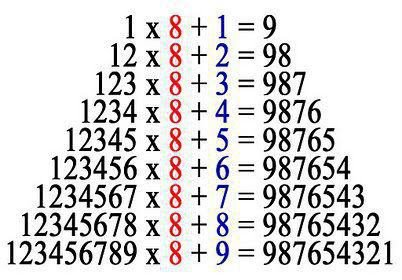 1 x 8 + 1 = 9
12 x 8 + 2 = 98
123 x 8 + 3 = 987
1234 x 8 + 4 = 9876
12345 x 8 + 5 = 98765
123456 x 8 + 6 = 987654
1234567 x 8 + 7 = 9876543
12345678 x 8 + 8 = 98765432
123456789 x 8 + 9 = 987654321